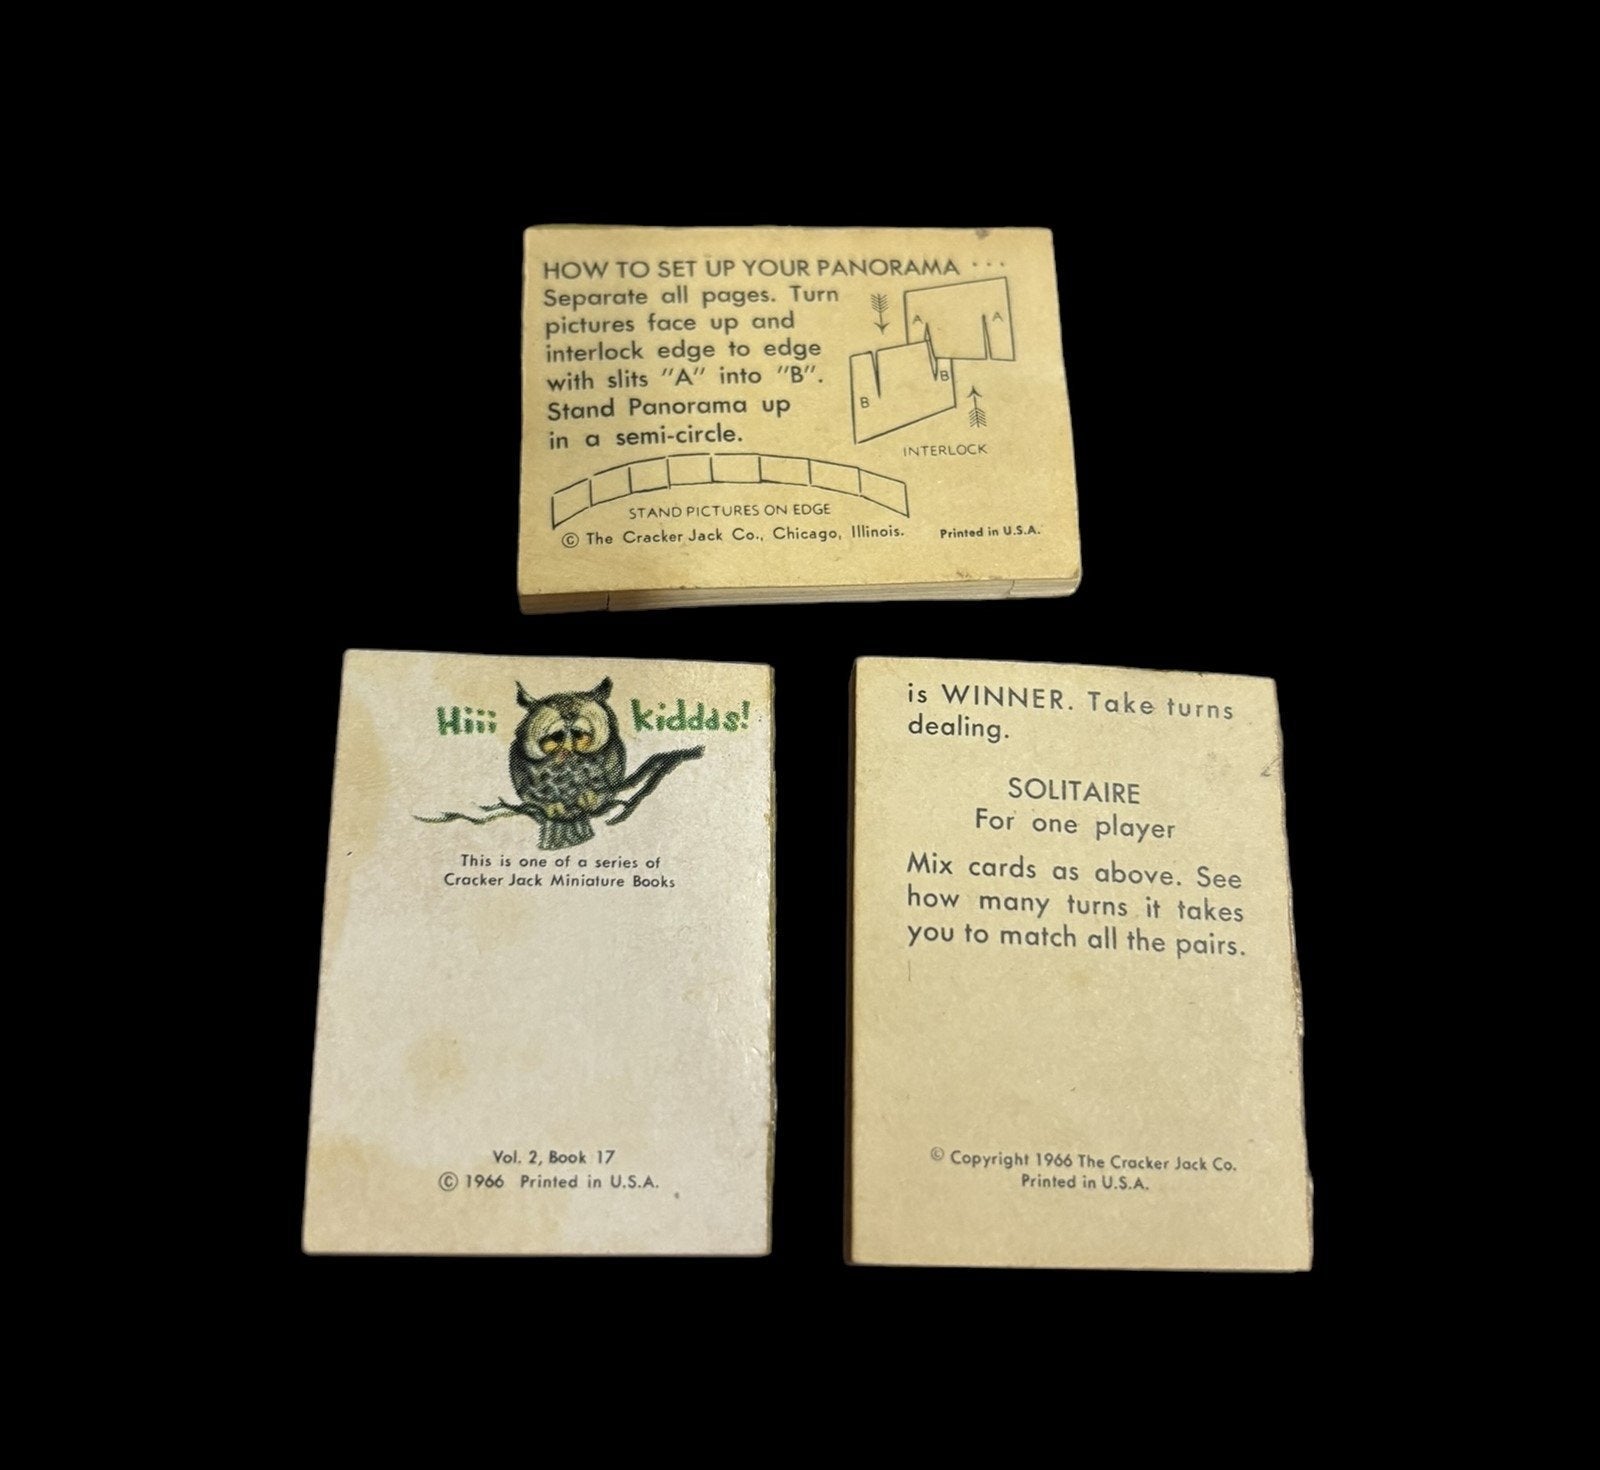 HOW TO SET UP YOUR PANORAMA ...
Separate all pages. Turn
pictures face up and
interlock edge to edge
with slits "A" into "B".
Stand Panorama up
in a semi-circle.
A
A
B
B
INTERLOCK
STAND PICTURES ON EDGE
© The Cracker Jack Co., Chicago, Illinois. Printed in U.S.A.
Hiii kiddds!
This is one of a series of
Cracker Jack Miniature Books
Vol. 2, Book 17
© 1966 Printed in U.S.A.
is WINNER. Take turns
dealing.
SOLITAIRE
For one player
Mix cards as above. See
how many turns it takes
you to match all the pairs.
© Copyright 1966 The Cracker Jack Co.
Printed in U.S.A.